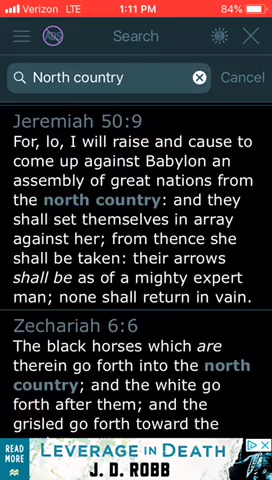 Verizon LTE 1:11 PM 84%
ADS Search
North country Cancel
Jeremiah 50:9
For, lo, I will raise and cause to
come up against Babylon an
assembly of great nations from
the north country: and they
shall set themselves in array
against her; from thence she
shall be taken: their arrows
shall be as of a mighty expert
man; none shall return in vain.
Zechariah 6:6
The black horses which are
therein go forth into the north
country; and the white go
forth after them; and the
grisled go forth toward the
READ
MORE
LEVERAGE IN DEATH
J. D. ROBB